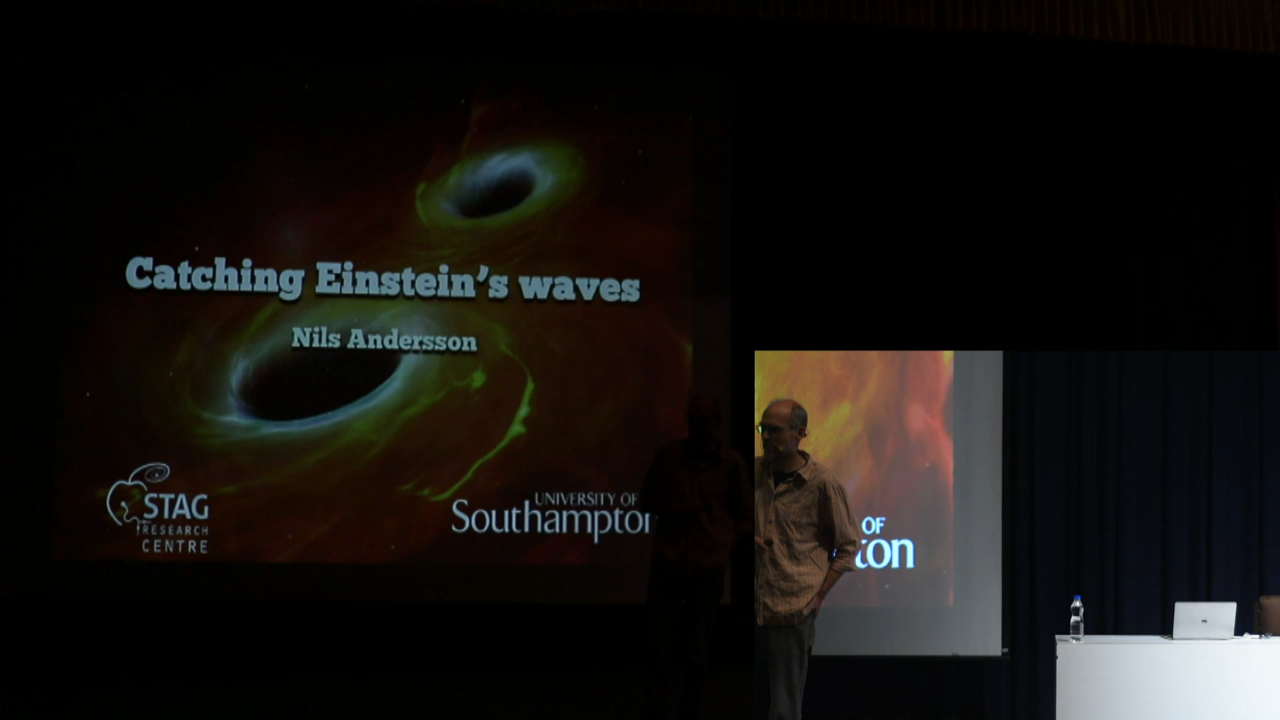 Catching Einstein's waves
Nils Andersson
STAG
RESEARCH
CENTRE
UNIVERSITY OF
Southampton
OF
ton